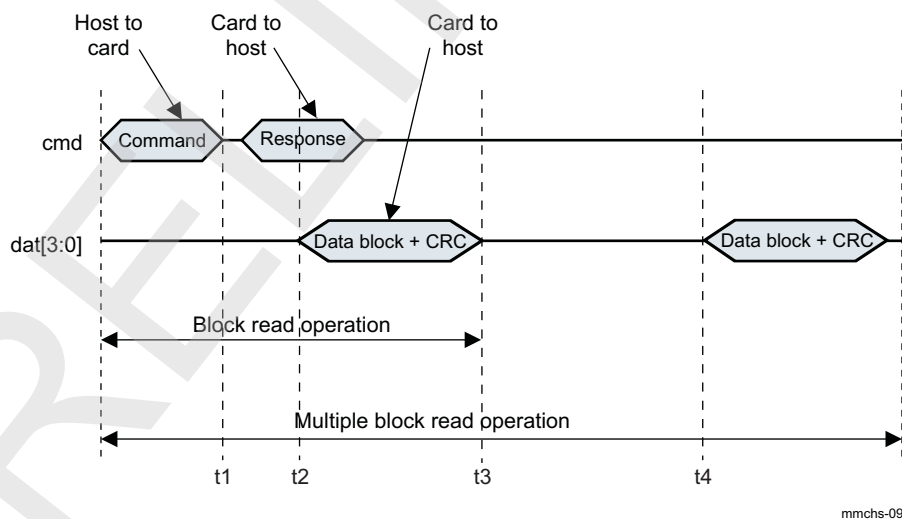 Host to
card
Card to
host
Card to
host
cmd
Command
Response
dat[3:0]
Data block + CRC
Data block + CRC
Block read operation
Multiple block read operation
t1
t2
t3
t4
mmchs-09